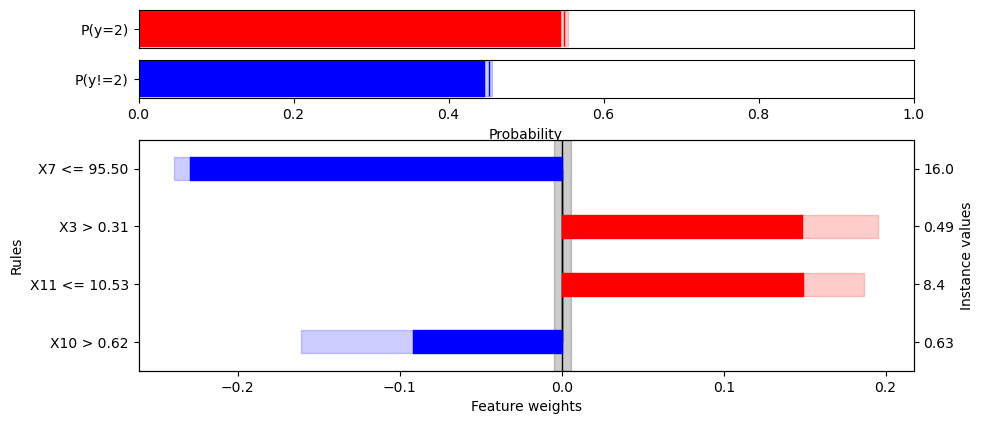 P(y=2)
P(y!=2)
0.0 0.2 0.4 0.6 0.8 1.0
Probability
X7 <= 95.50 16.0
X3 > 0.31 0.49
X11 <= 10.53 8.4
X10 > 0.62 0.63
Rules
Instance values
−0.2 −0.1 0.0 0.1 0.2
Feature weights